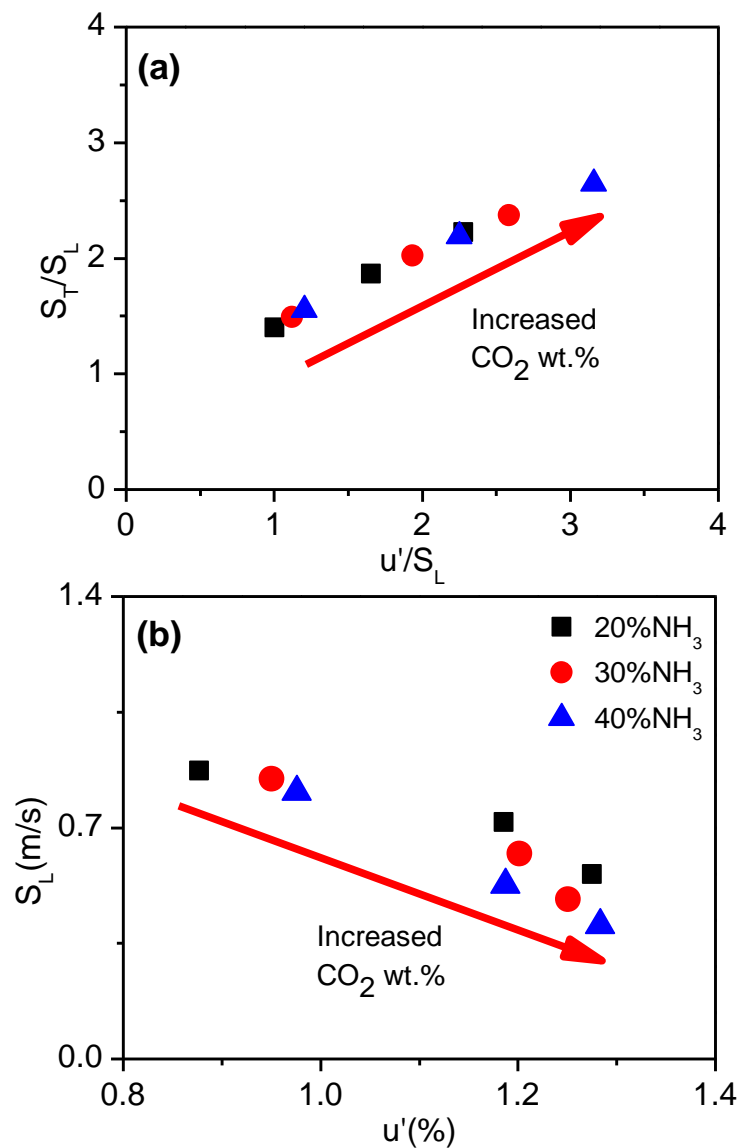 4
(a)
3
S_T/S_L
2
Increased
CO₂ wt.%
1
0
0 1 2 3 4
u'/S_L
1.4
(b)
20%NH₃
30%NH₃
40%NH₃
0.7
S_L(m/s)
Increased
CO₂ wt.%
0.0
0.8 1.0 1.2 1.4
u'(%)